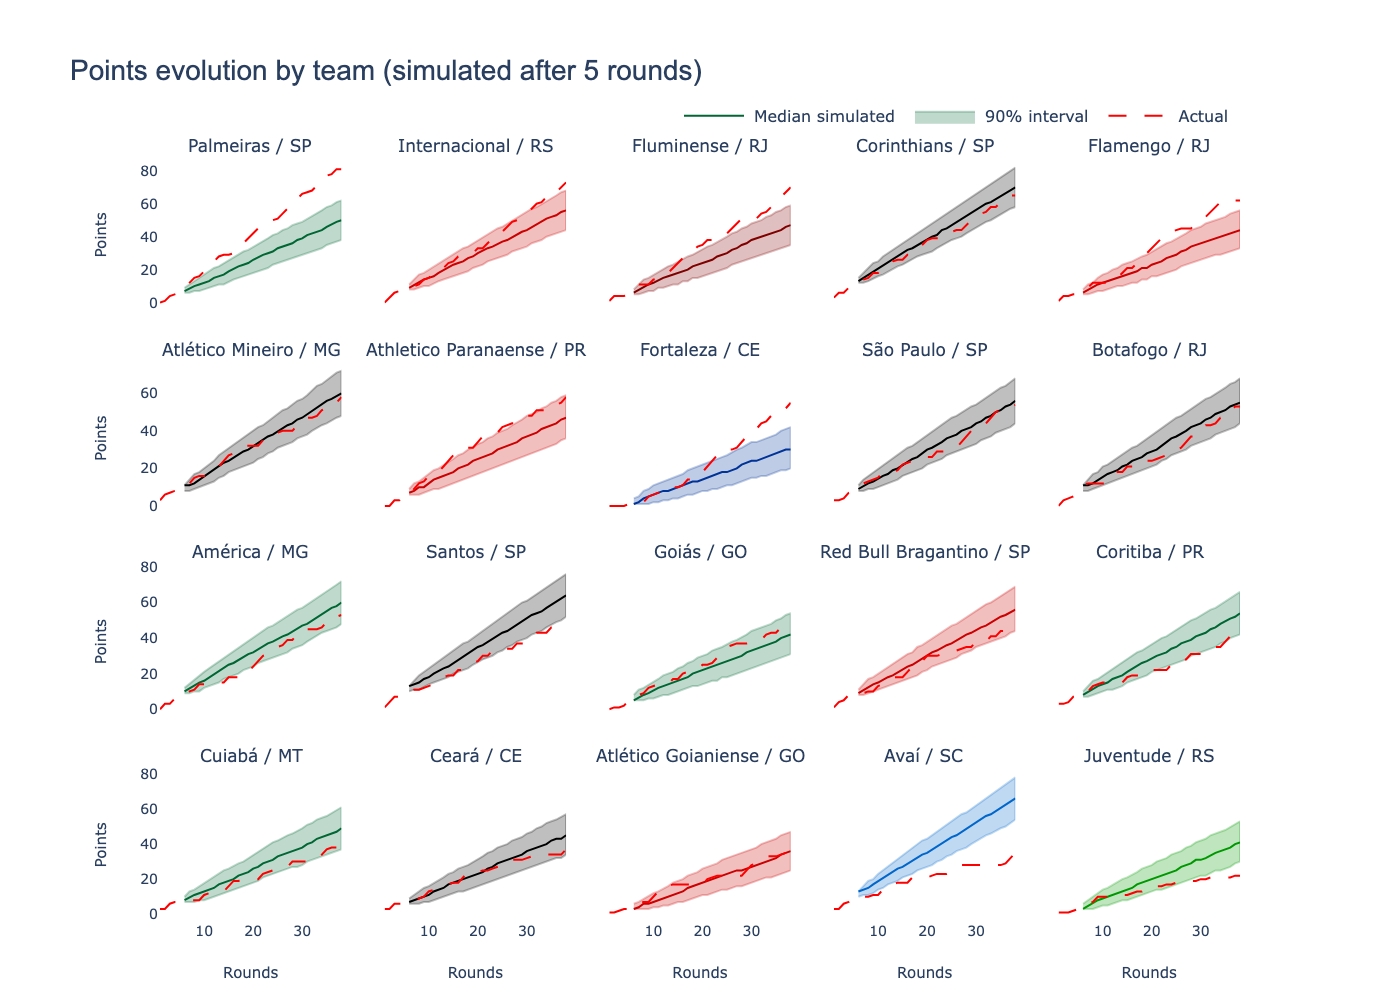 Points evolution by team (simulated after 5 rounds)
Median simulated 90% interval Actual
Palmeiras / SP Internacional / RS Fluminense / RJ Corinthians / SP Flamengo / RJ
80
60
40
20
0
Points
Atlético Mineiro / MG Athletico Paranaense / PR Fortaleza / CE São Paulo / SP Botafogo / RJ
60
40
20
0
Points
América / MG Santos / SP Goiás / GO Red Bull Bragantino / SP Coritiba / PR
80
60
40
20
0
Points
Cuiabá / MT Ceará / CE Atlético Goianiense / GO Avaí / SC Juventude / RS
80
60
40
20
0
Points
10 20 30 10 20 30 10 20 30 10 20 30 10 20 30
Rounds Rounds Rounds Rounds Rounds